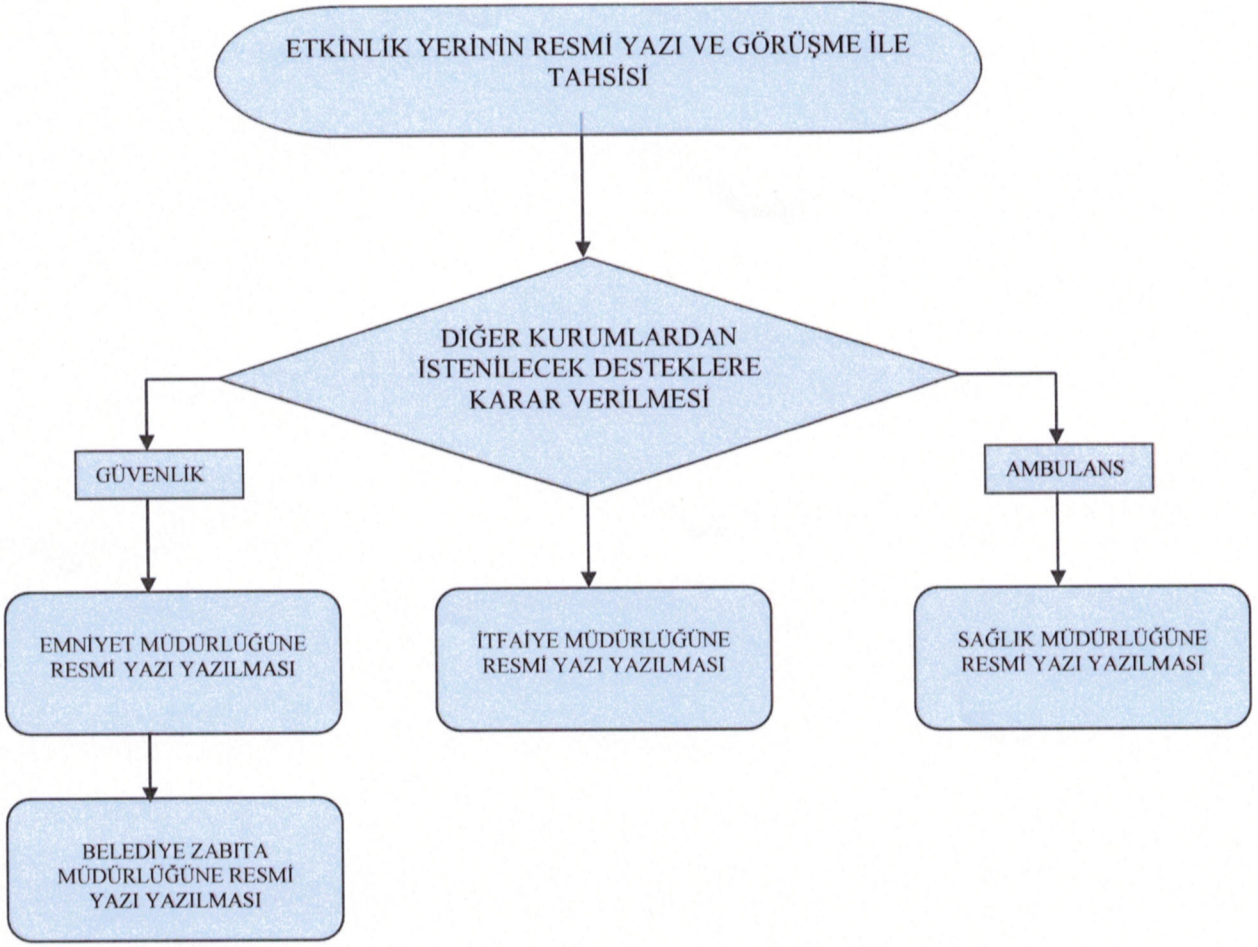 ETKİNLİK YERİNİN RESMİ YAZI VE GÖRÜŞME İLE
TAHSİSİ
DİĞER KURUMLARDAN
İSTENİLECEK DESTEKLERE
KARAR VERİLMESİ
GÜVENLİK
AMBULANS
EMNİYET MÜDÜRLÜĞÜNE
RESMİ YAZI YAZILMASI
İTFAİYE MÜDÜRLÜĞÜNE
RESMİ YAZI YAZILMASI
SAĞLIK MÜDÜRLÜĞÜNE
RESMİ YAZI YAZILMASI
BELEDİYE ZABITA
MÜDÜRLÜĞÜNE RESMİ
YAZI YAZILMASI